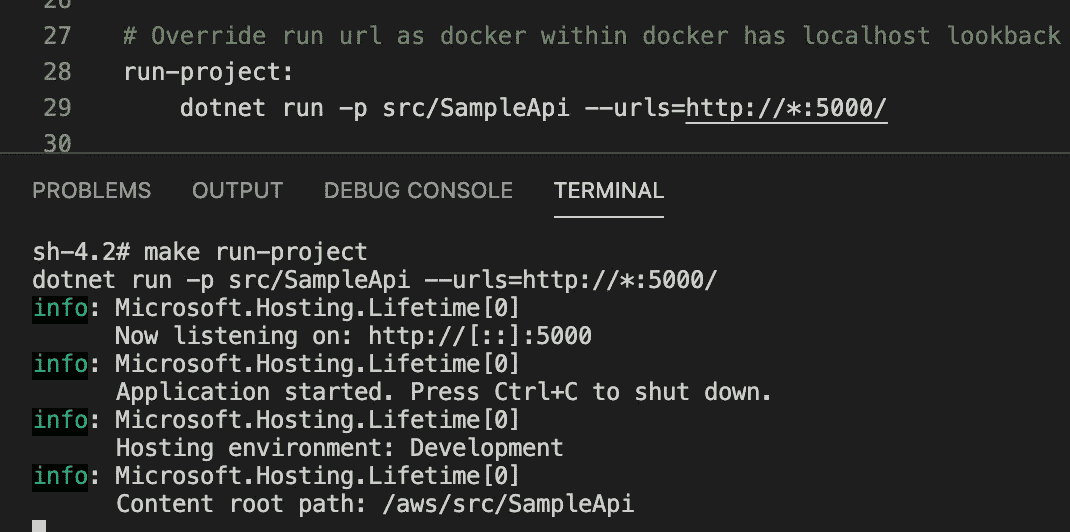 26
27 # Override run url as docker within docker has localhost lookback
28 run-project:
29 dotnet run -p src/SampleApi --urls=http://*:5000/
30
PROBLEMS OUTPUT DEBUG CONSOLE TERMINAL
sh-4.2# make run-project
dotnet run -p src/SampleApi --urls=http://*:5000/
info: Microsoft.Hosting.Lifetime[0]
Now listening on: http://[::]:5000
info: Microsoft.Hosting.Lifetime[0]
Application started. Press Ctrl+C to shut down.
info: Microsoft.Hosting.Lifetime[0]
Hosting environment: Development
info: Microsoft.Hosting.Lifetime[0]
Content root path: /aws/src/SampleApi